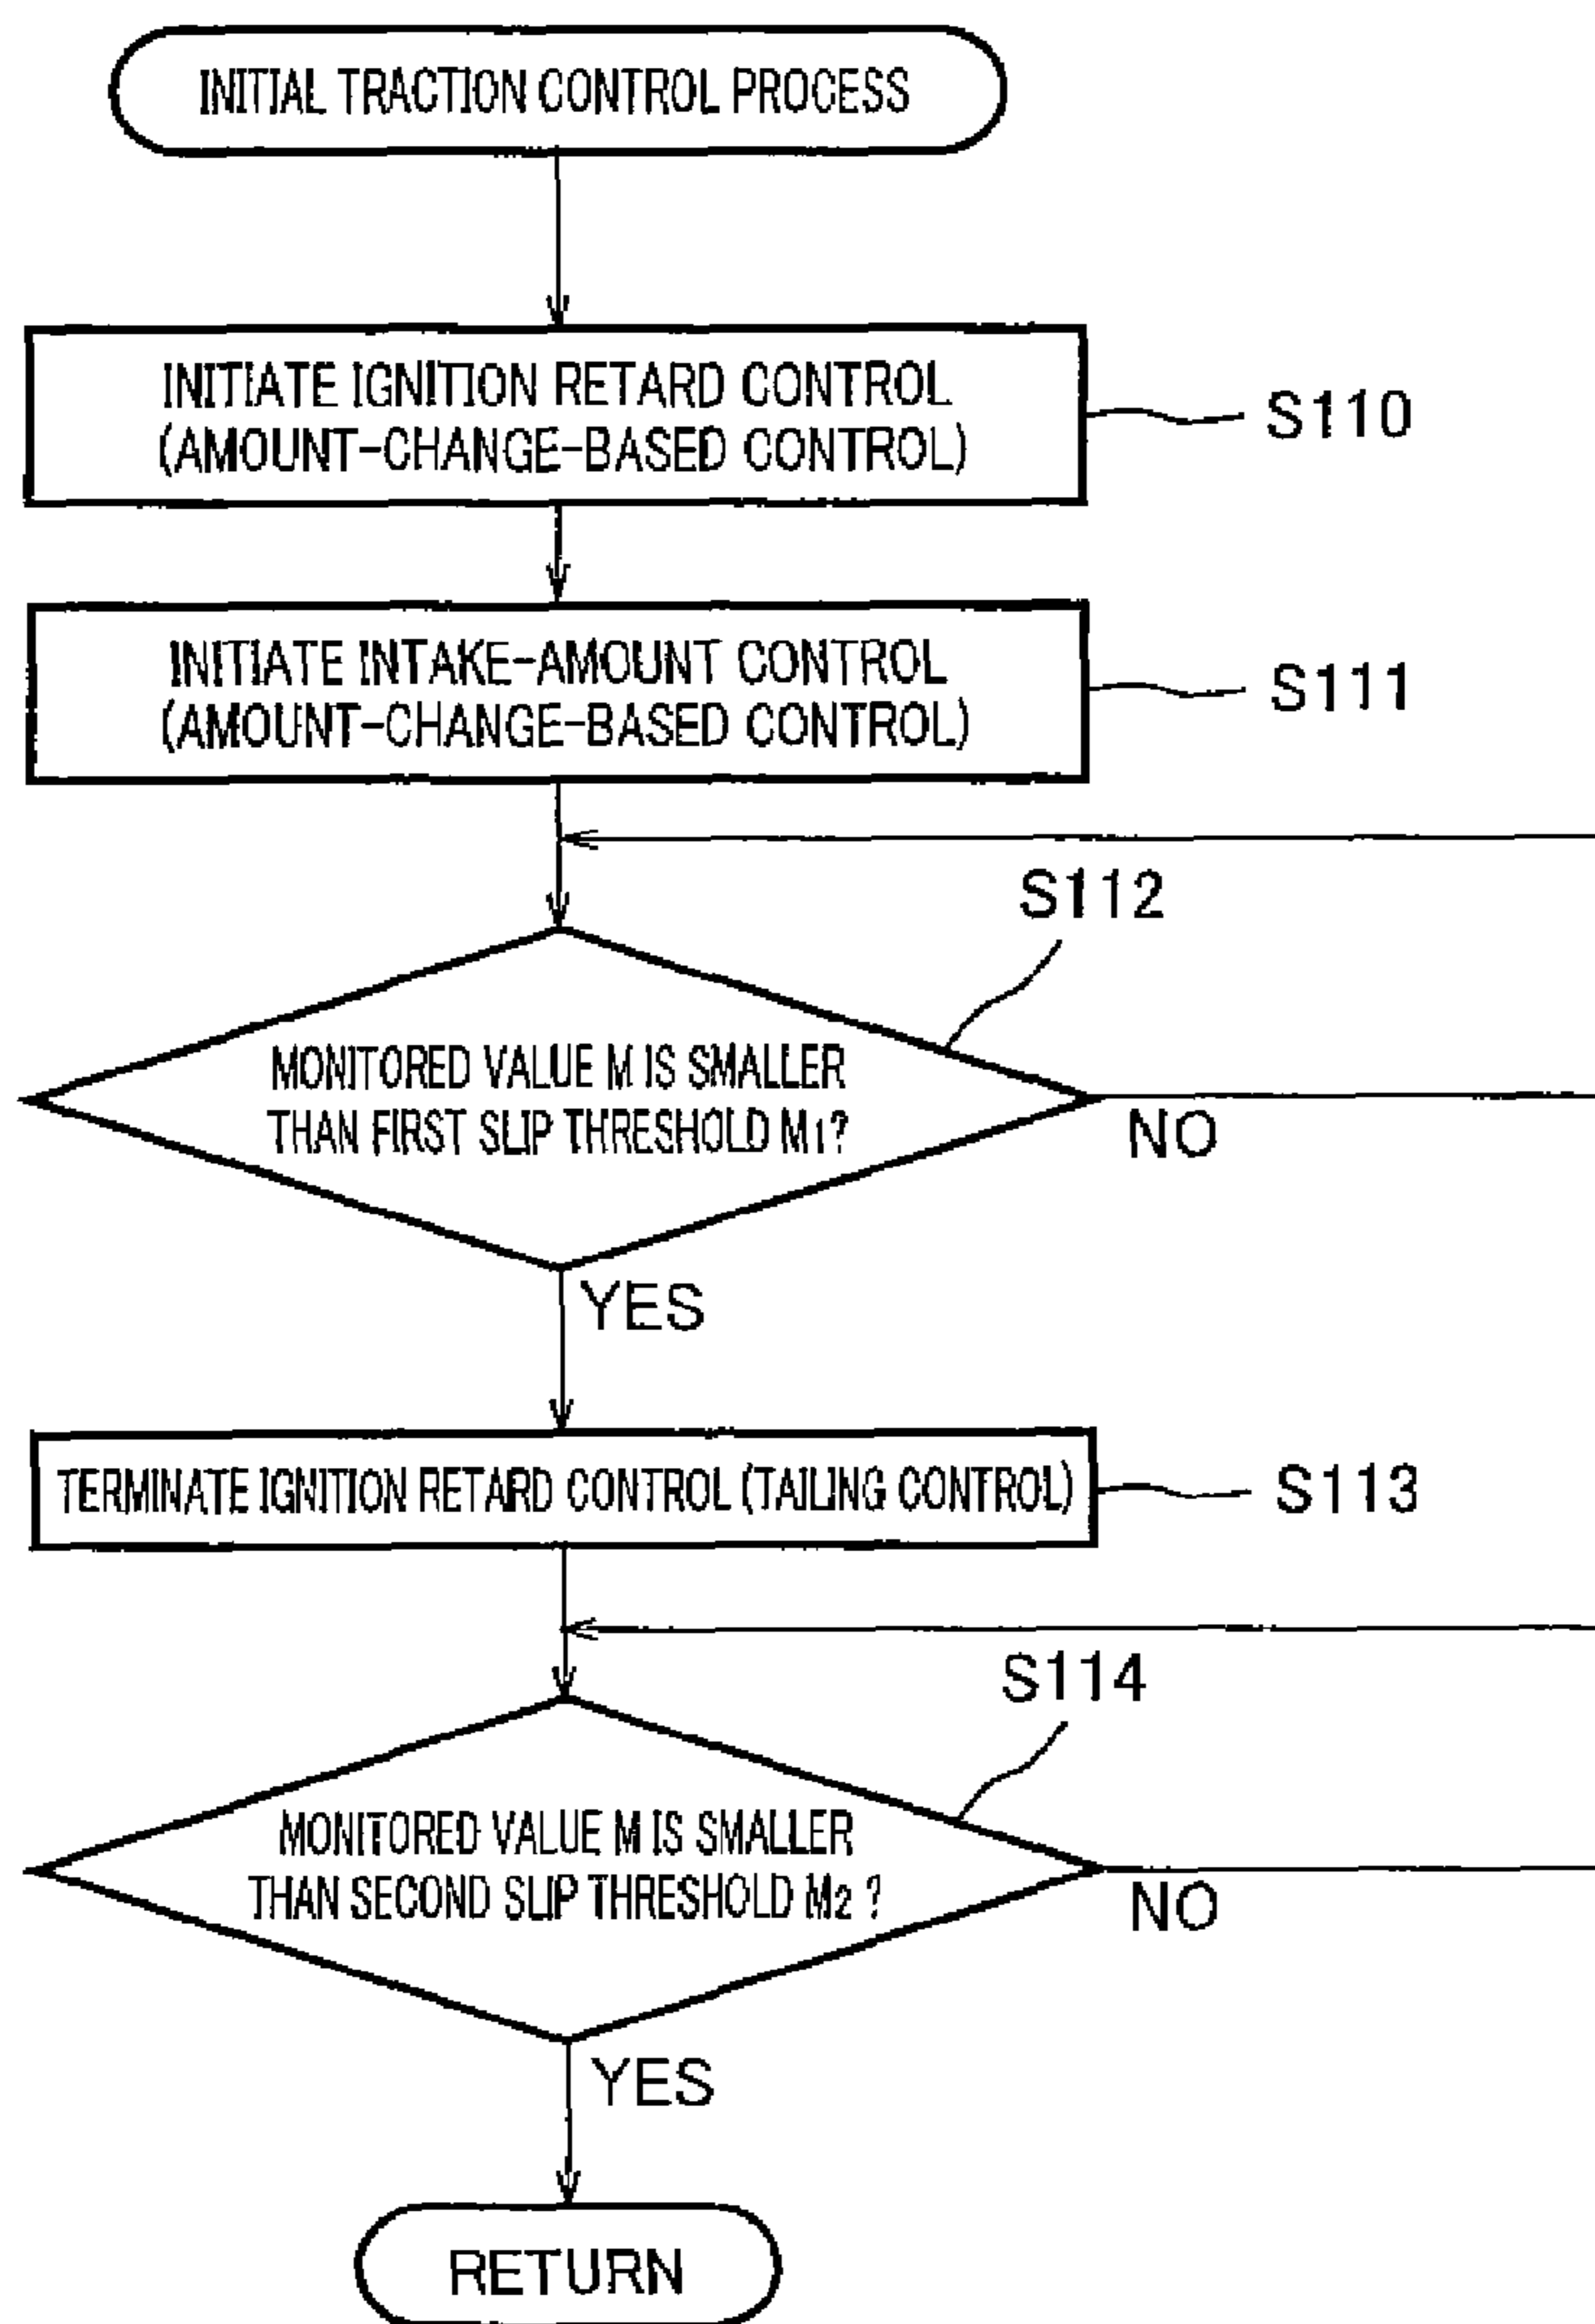 INITIAL TRACTION CONTROL PROCESS
INITIATE IGNITION RETARD CONTROL
(AMOUNT-CHANGE-BASED CONTROL)
S110
INITIATE INTAKE-AMOUNT CONTROL
(AMOUNT-CHANGE-BASED CONTROL)
S111
S112
MONITORED VALUE M IS SMALLER
THAN FIRST SLIP THRESHOLD M1?
NO
YES
TERMINATE IGNITION RETARD CONTROL (TAILING CONTROL)
S113
S114
MONITORED VALUE M IS SMALLER
THAN SECOND SLIP THRESHOLD M2 ?
NO
YES
RETURN